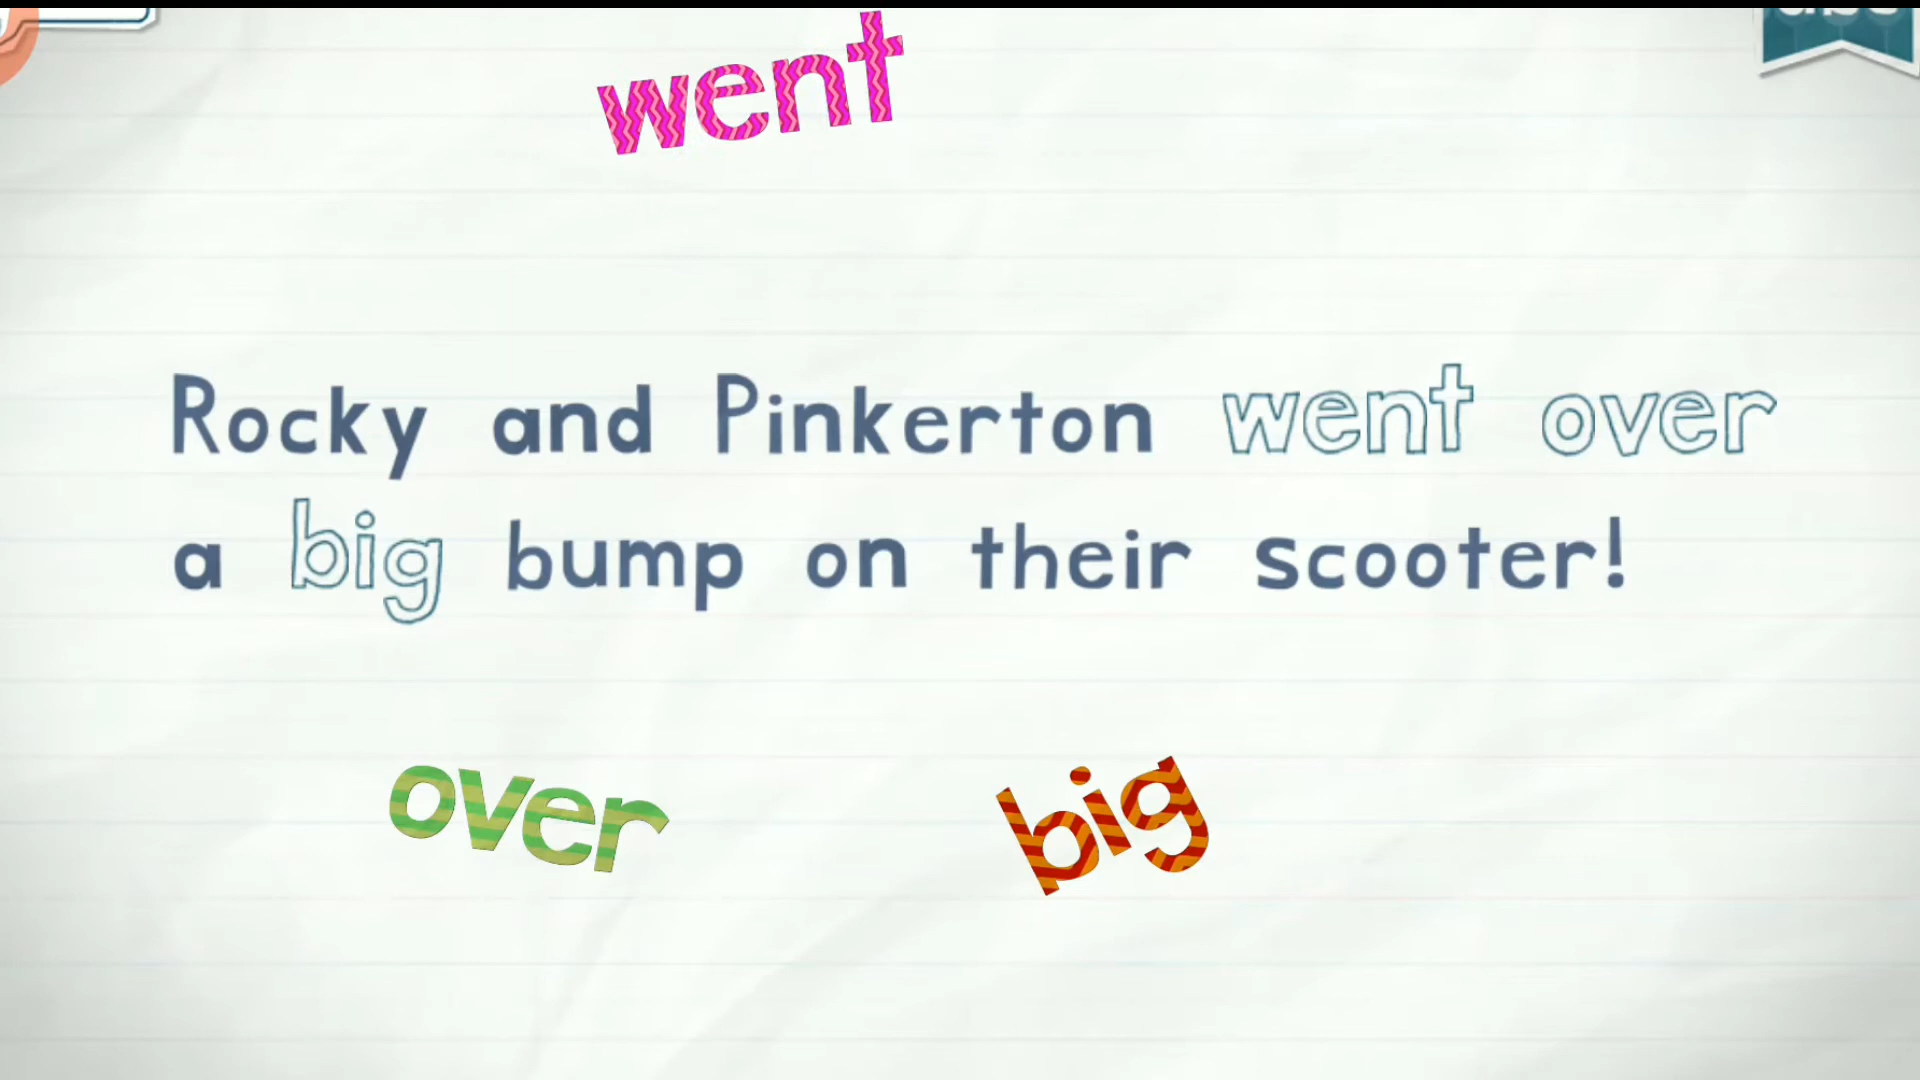 went
Rocky and Pinkerton went over
a big bump on their scooter!
over big